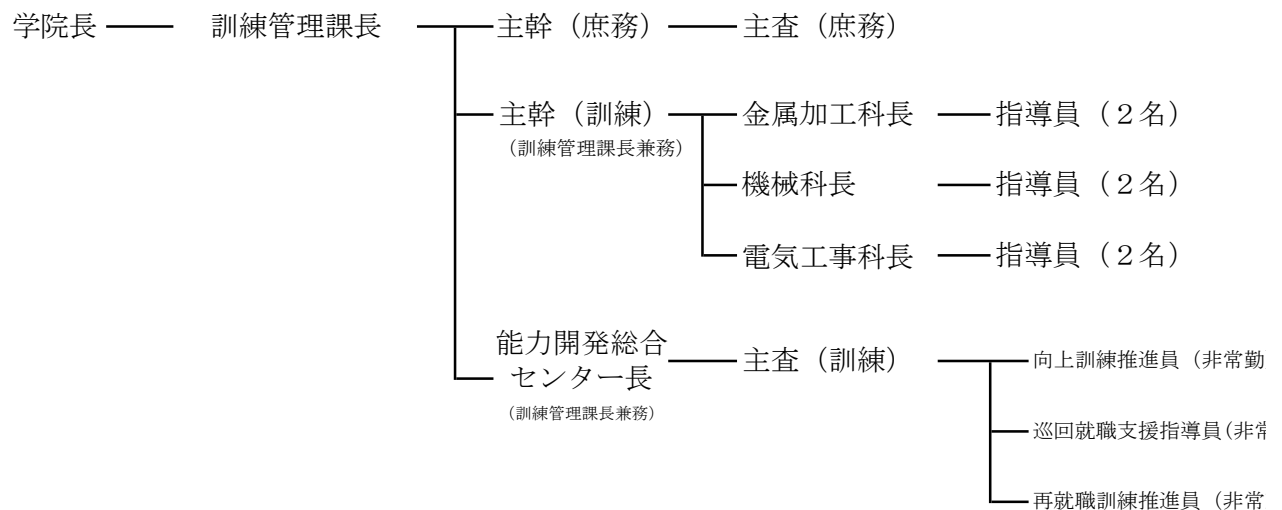 学院長 訓練管理課長 主幹（庶務） 主査（庶務）
主幹（訓練） 金属加工科長 指導員（２名）
（訓練管理課長兼務）
機械科長 指導員（２名）
電気工事科長 指導員（２名）
能力開発総合
センター長
（訓練管理課長兼務）
主査（訓練）
向上訓練推進員（非常勤
巡回就職支援指導員(非常
再就職訓練推進員（非常